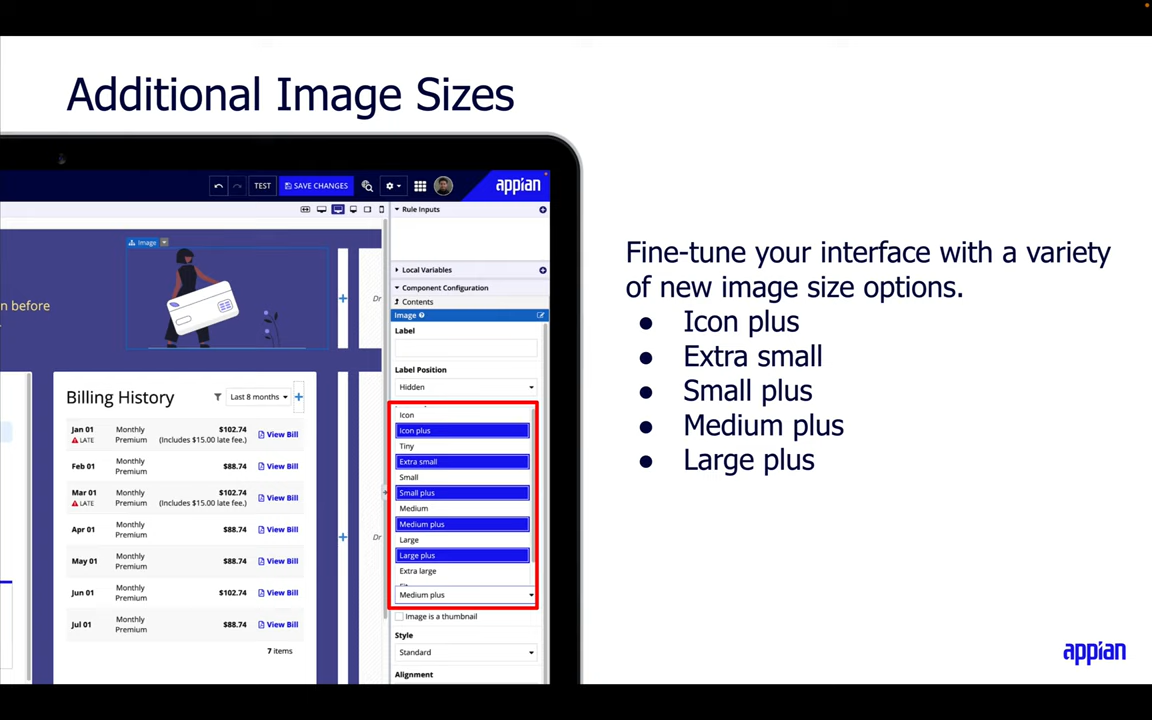 Additional Image Sizes
TEST
SAVE CHANGES
appian
Rule Inputs
Image
Local Variables
n before
Dr
Component Configuration
Contents
Image
Label
Label Position
Hidden
Billing History
Last 8 months
Icon
Icon plus
Tiny
Extra small
Small
Small plus
Medium
Medium plus
Large
Large plus
Extra large
Medium plus
Image is a thumbnail
Style
Standard
Alignment
Jan 01 Monthly Premium $102.74 View Bill
LATE (Includes $15.00 late fee.)
Feb 01 Monthly Premium $88.74 View Bill
Mar 01 Monthly Premium $102.74 View Bill
LATE (Includes $15.00 late fee.)
Apr 01 Monthly Premium $88.74 View Bill
Dr
May 01 Monthly Premium $88.74 View Bill
Jun 01 Monthly Premium $102.74 View Bill
Jul 01 Monthly Premium $88.74 View Bill
7 items
Fine-tune your interface with a variety
of new image size options.
● Icon plus
● Extra small
● Small plus
● Medium plus
● Large plus
appian